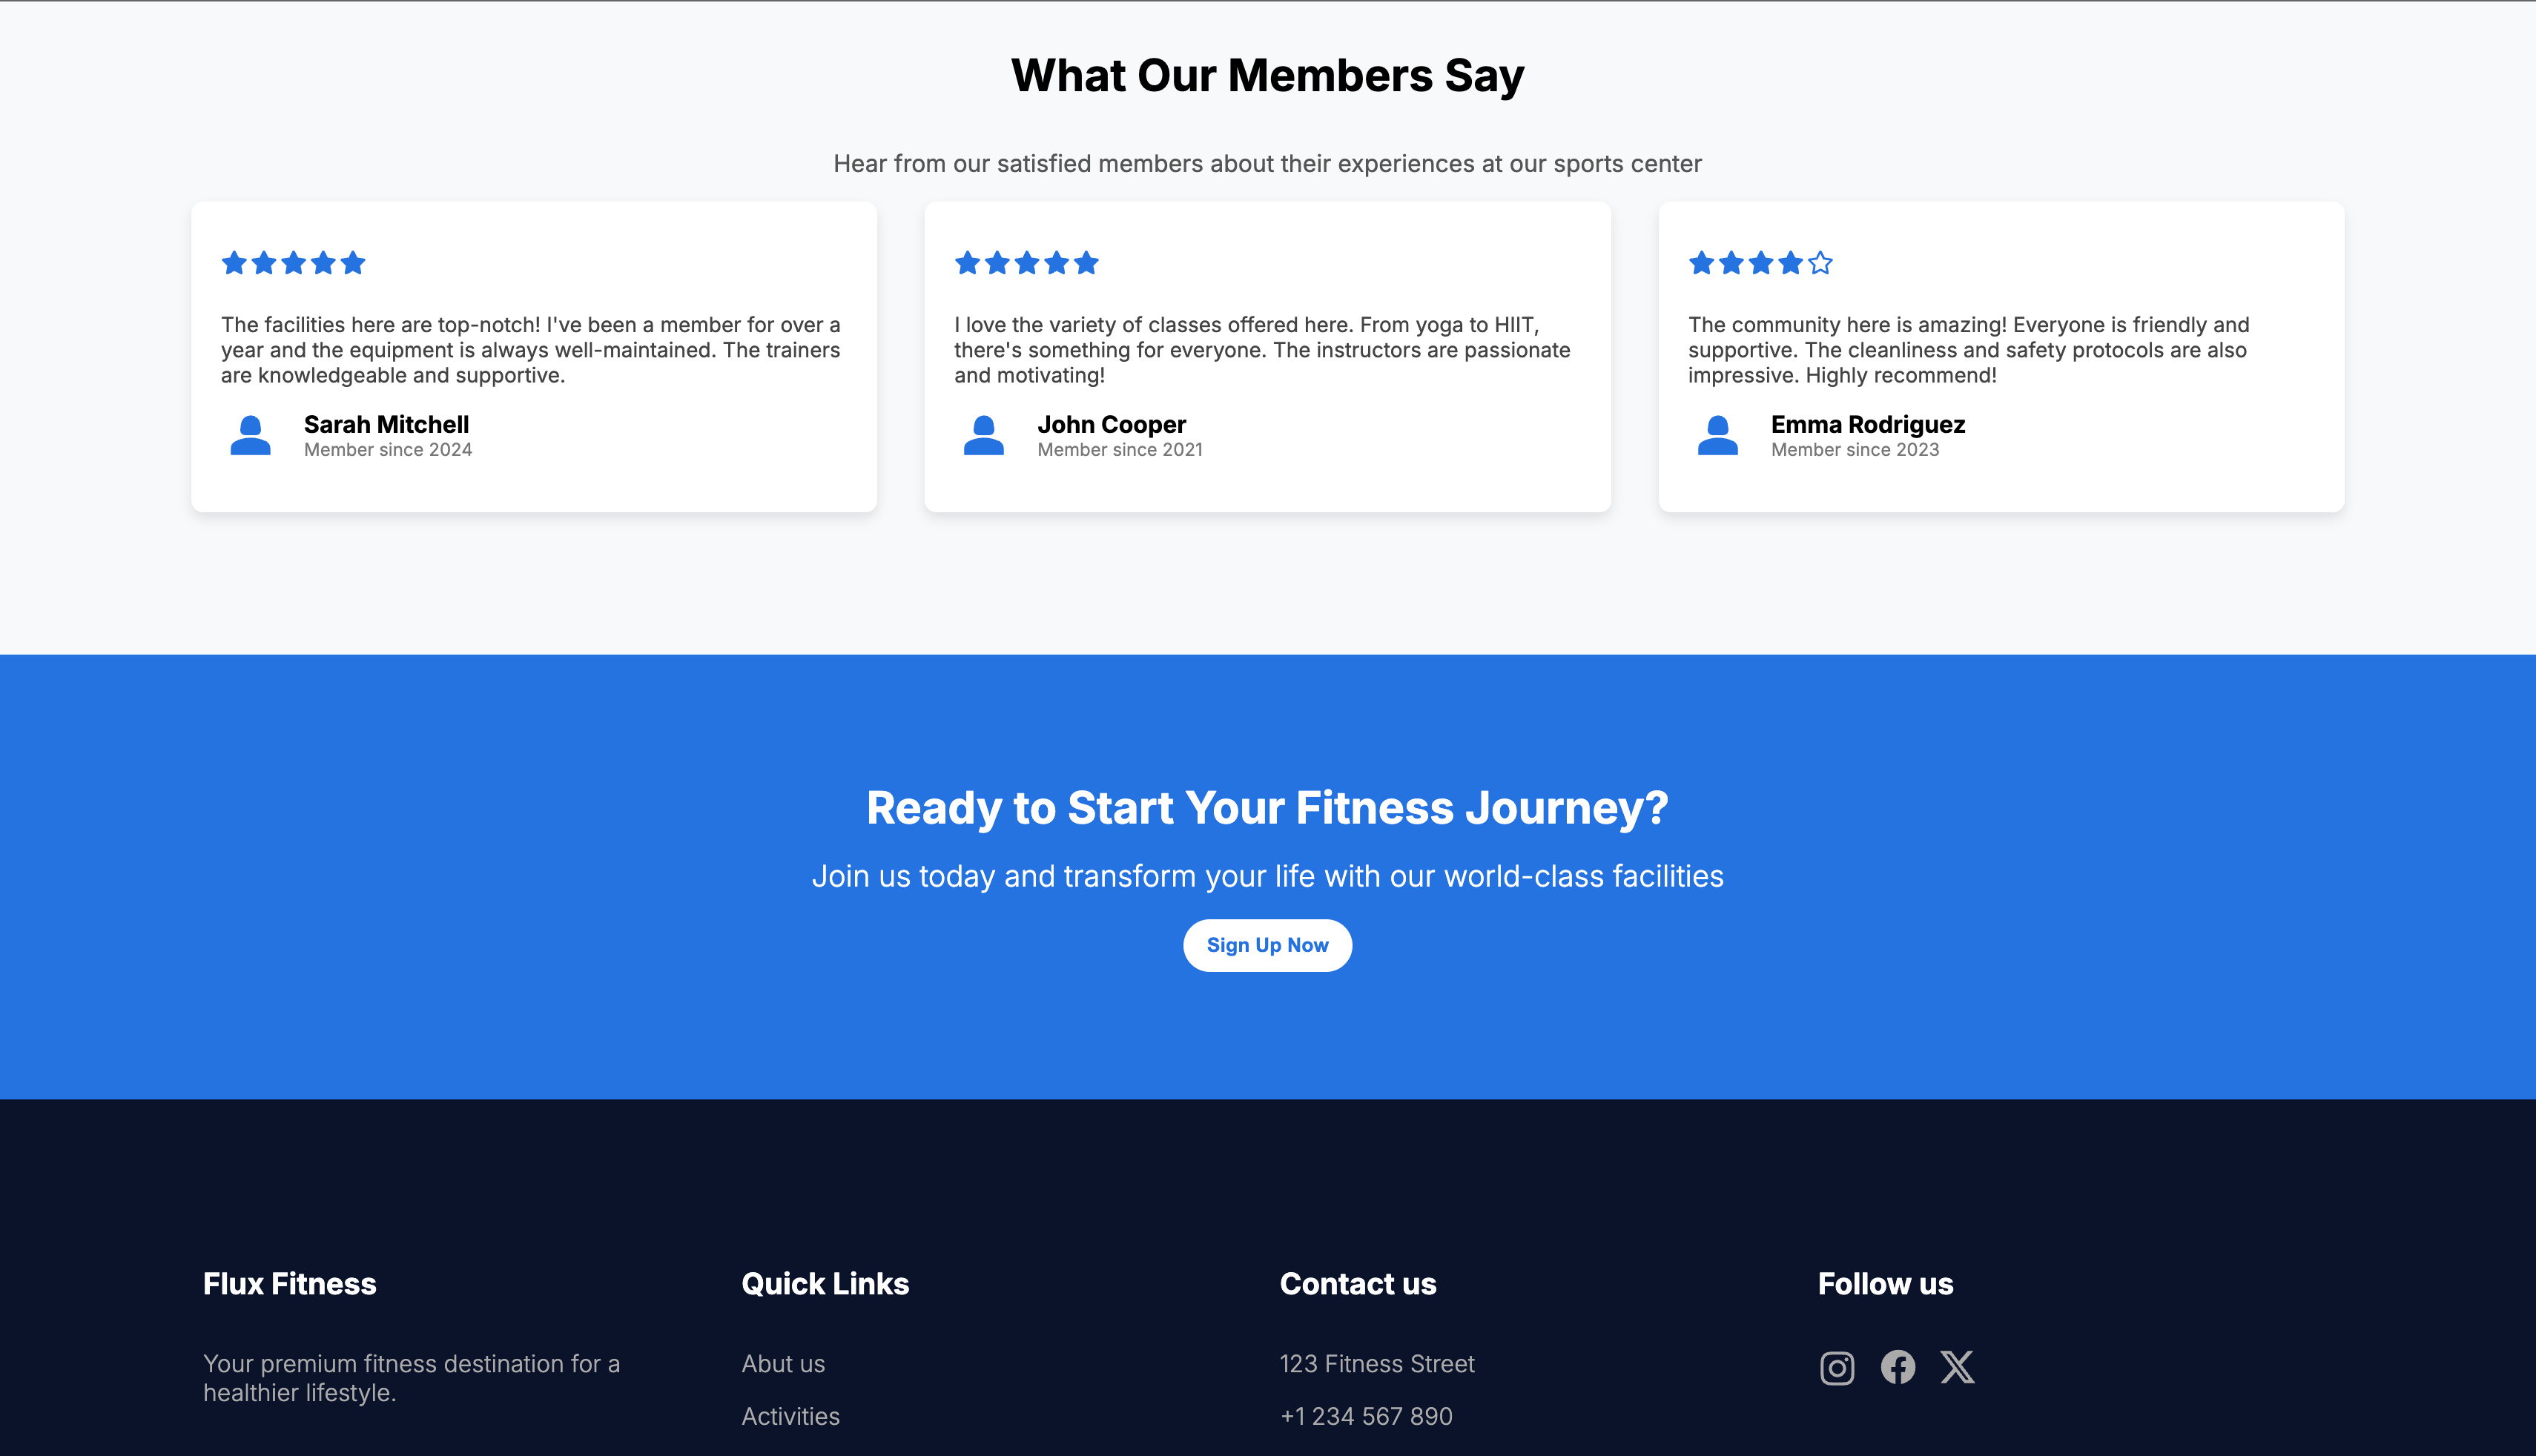 What Our Members Say
Hear from our satisfied members about their experiences at our sports center
The facilities here are top-notch! I've been a member for over a
year and the equipment is always well-maintained. The trainers
are knowledgeable and supportive.
Sarah Mitchell
Member since 2024
I love the variety of classes offered here. From yoga to HIIT,
there's something for everyone. The instructors are passionate
and motivating!
John Cooper
Member since 2021
The community here is amazing! Everyone is friendly and
supportive. The cleanliness and safety protocols are also
impressive. Highly recommend!
Emma Rodriguez
Member since 2023
Ready to Start Your Fitness Journey?
Join us today and transform your life with our world-class facilities
Sign Up Now
Flux Fitness
Your premium fitness destination for a
healthier lifestyle.
Quick Links
Abut us
Activities
Contact us
123 Fitness Street
+1 234 567 890
Follow us